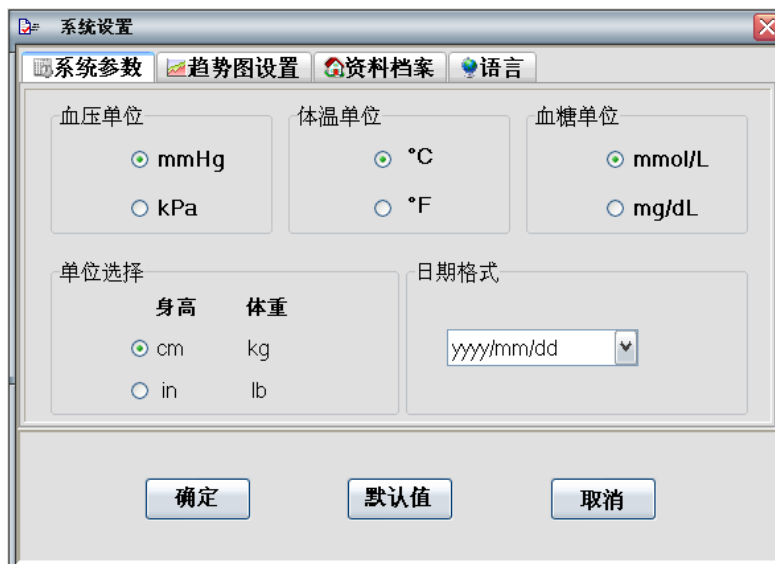 系统设置
系统参数 趋势图设置 资料档案 语言
血压单位 体温单位 血糖单位
mmHg °C mmol/L
kPa °F mg/dL
单位选择 日期格式
身高 体重
cm kg yyyy/mm/dd
in lb
确定 默认值 取消